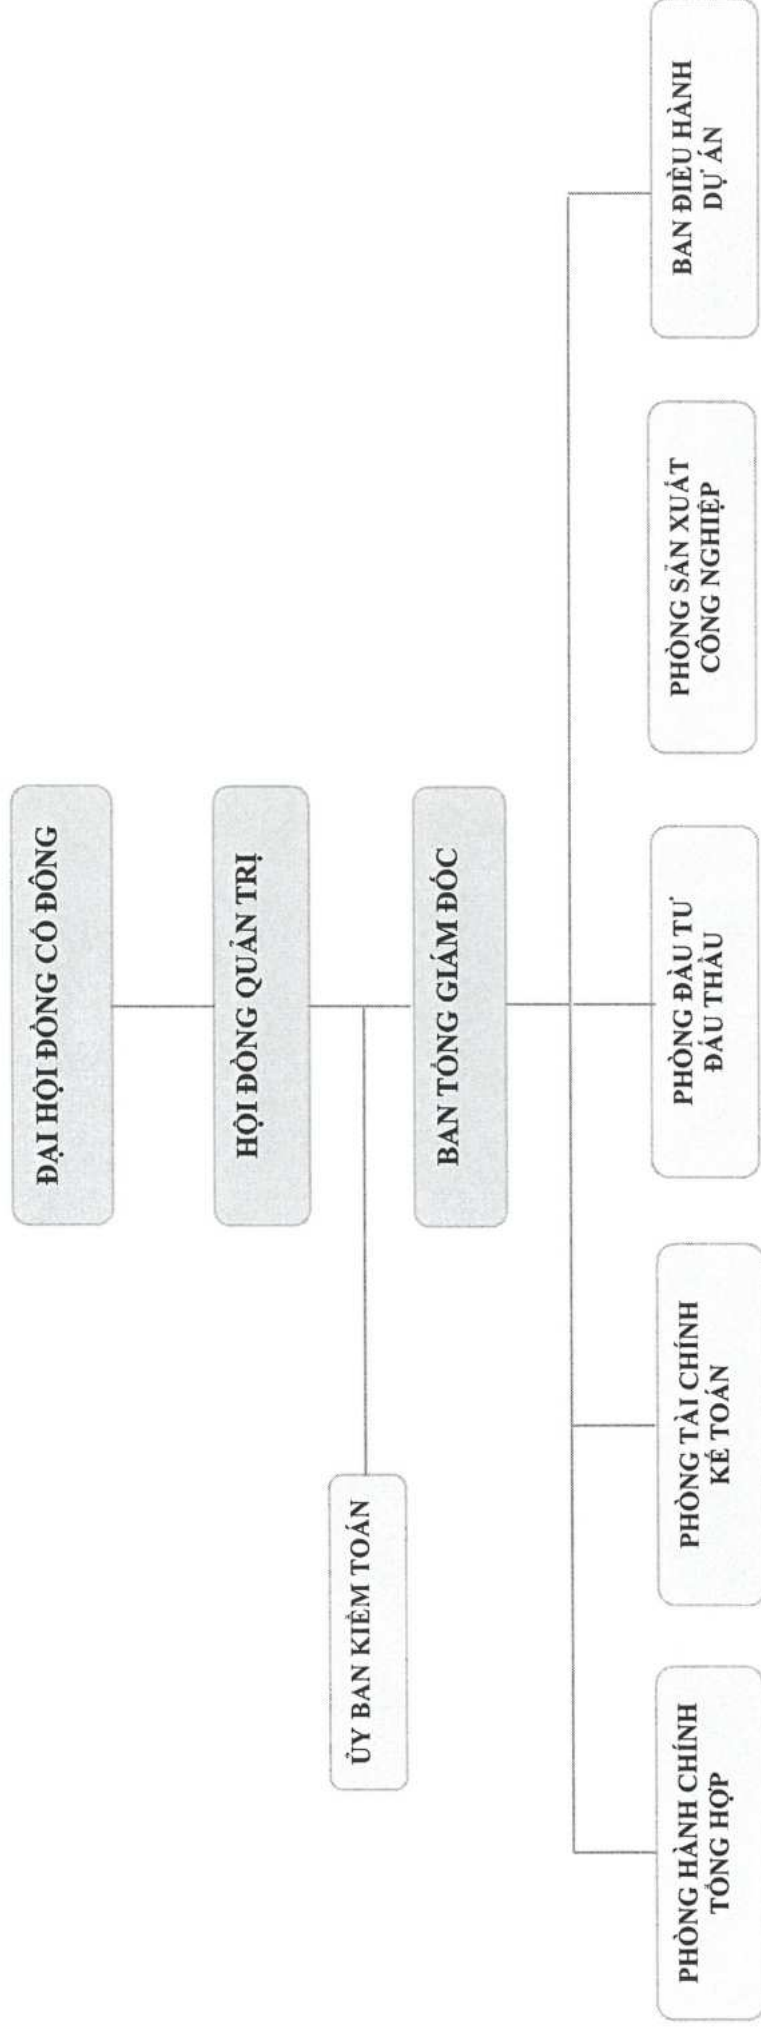 ĐẠI HỘI ĐỒNG CỔ ĐÔNG
HỘI ĐỒNG QUẢN TRỊ
ỦY BAN KIỂM TOÁN
BAN TỔNG GIÁM ĐỐC
PHÒNG HÀNH CHÍNH
TỔNG HỢP
PHÒNG TÀI CHÍNH
KẾ TOÁN
PHÒNG ĐẦU TƯ
ĐẤU THẦU
PHÒNG SẢN XUẤT
CÔNG NGHIỆP
BAN ĐIỀU HÀNH
DỰ ÁN